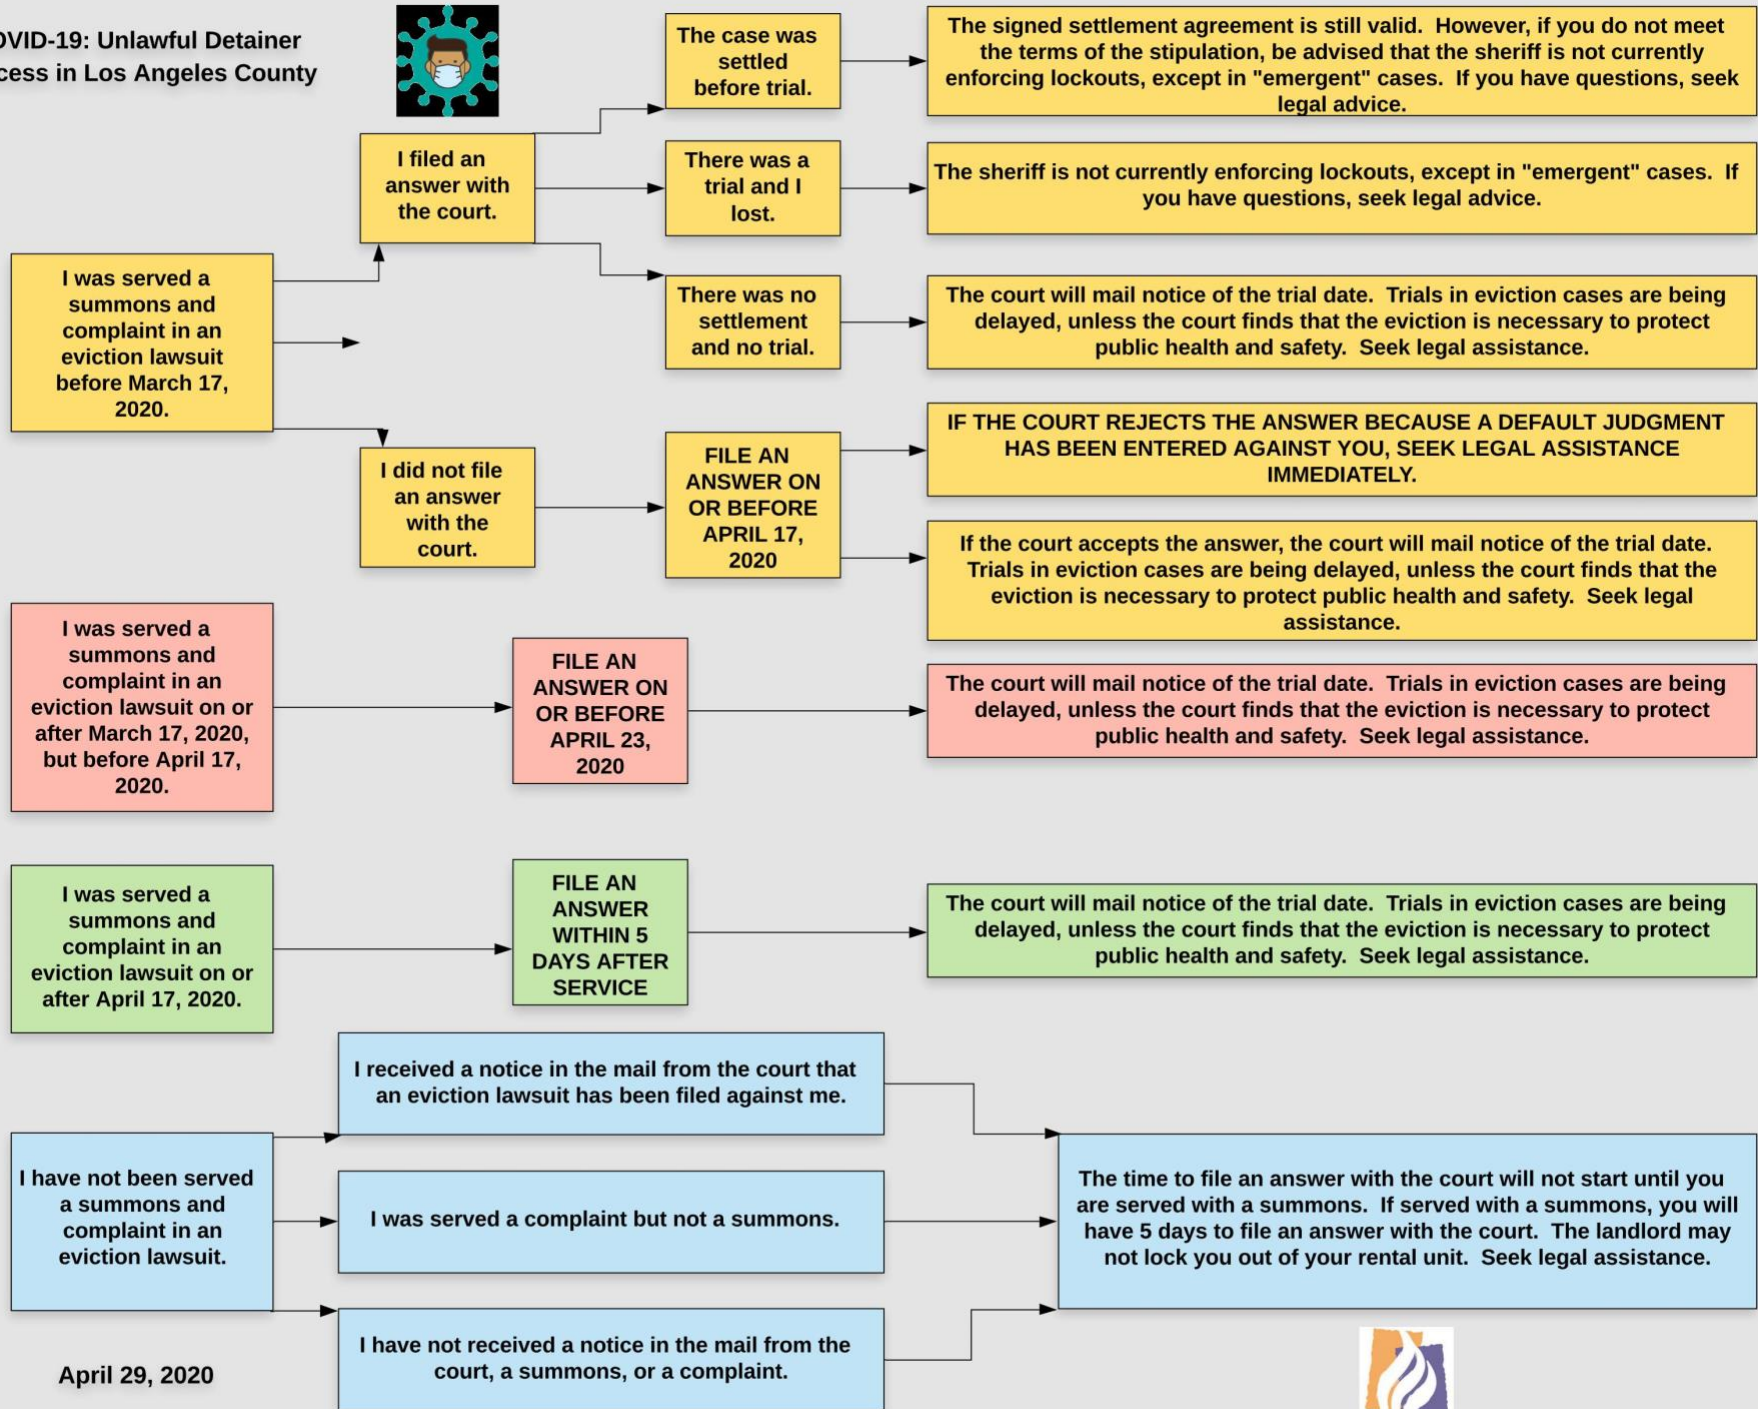 OVID-19: Unlawful Detainer
cess in Los Angeles County
The case was
settled
before trial.
The signed settlement agreement is still valid. However, if you do not meet
the terms of the stipulation, be advised that the sheriff is not currently
enforcing lockouts, except in "emergent" cases. If you have questions, seek
legal advice.
I filed an
answer with
the court.
There was a
trial and I
lost.
The sheriff is not currently enforcing lockouts, except in "emergent" cases. If
you have questions, seek legal advice.
I was served a
summons and
complaint in an
eviction lawsuit
before March 17,
2020.
There was no
settlement
and no trial.
The court will mail notice of the trial date. Trials in eviction cases are being
delayed, unless the court finds that the eviction is necessary to protect
public health and safety. Seek legal assistance.
I did not file
an answer
with the
court.
FILE AN
ANSWER ON
OR BEFORE
APRIL 17,
2020
IF THE COURT REJECTS THE ANSWER BECAUSE A DEFAULT JUDGMENT
HAS BEEN ENTERED AGAINST YOU, SEEK LEGAL ASSISTANCE
IMMEDIATELY.
If the court accepts the answer, the court will mail notice of the trial date.
Trials in eviction cases are being delayed, unless the court finds that the
eviction is necessary to protect public health and safety. Seek legal
assistance.
I was served a
summons and
complaint in an
eviction lawsuit on or
after March 17, 2020,
but before April 17,
2020.
FILE AN
ANSWER ON
OR BEFORE
APRIL 23,
2020
The court will mail notice of the trial date. Trials in eviction cases are being
delayed, unless the court finds that the eviction is necessary to protect
public health and safety. Seek legal assistance.
I was served a
summons and
complaint in an
eviction lawsuit on or
after April 17, 2020.
FILE AN
ANSWER
WITHIN 5
DAYS AFTER
SERVICE
The court will mail notice of the trial date. Trials in eviction cases are being
delayed, unless the court finds that the eviction is necessary to protect
public health and safety. Seek legal assistance.
I have not been served
a summons and
complaint in an
eviction lawsuit.
I received a notice in the mail from the court that
an eviction lawsuit has been filed against me.
I was served a complaint but not a summons.
I have not received a notice in the mail from the
court, a summons, or a complaint.
The time to file an answer with the court will not start until you
are served with a summons. If served with a summons, you will
have 5 days to file an answer with the court. The landlord may
not lock you out of your rental unit. Seek legal assistance.
April 29, 2020